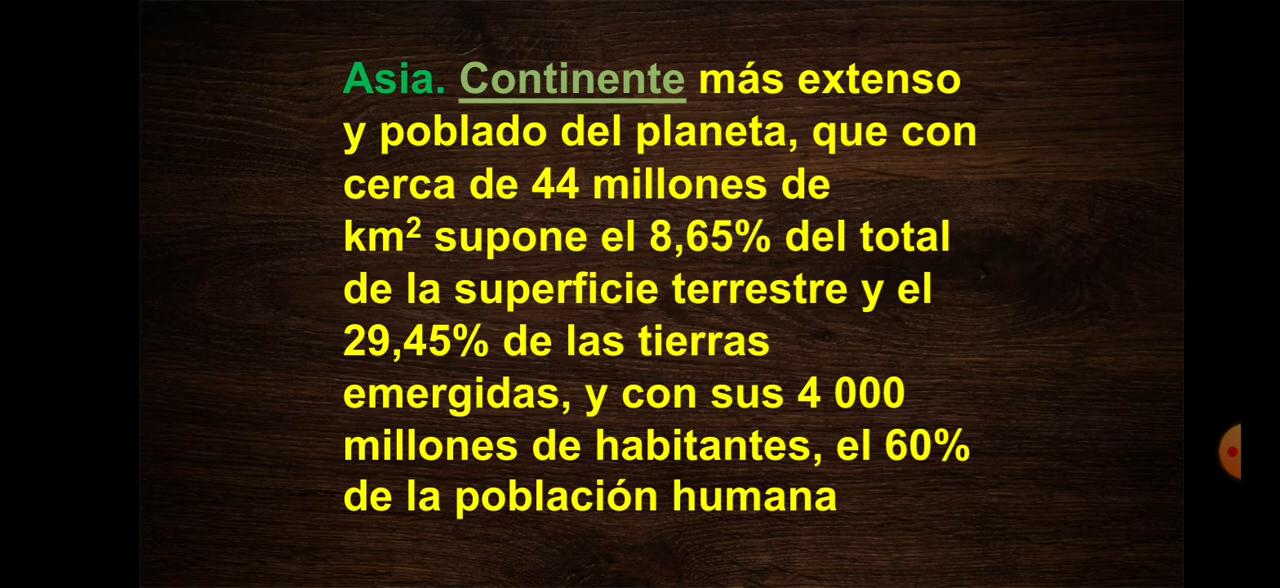 Asia. Continente más extenso
y poblado del planeta, que con
cerca de 44 millones de
km² supone el 8,65% del total
de la superficie terrestre y el
29,45% de las tierras
emergidas, y con sus 4 000
millones de habitantes, el 60%
de la población humana